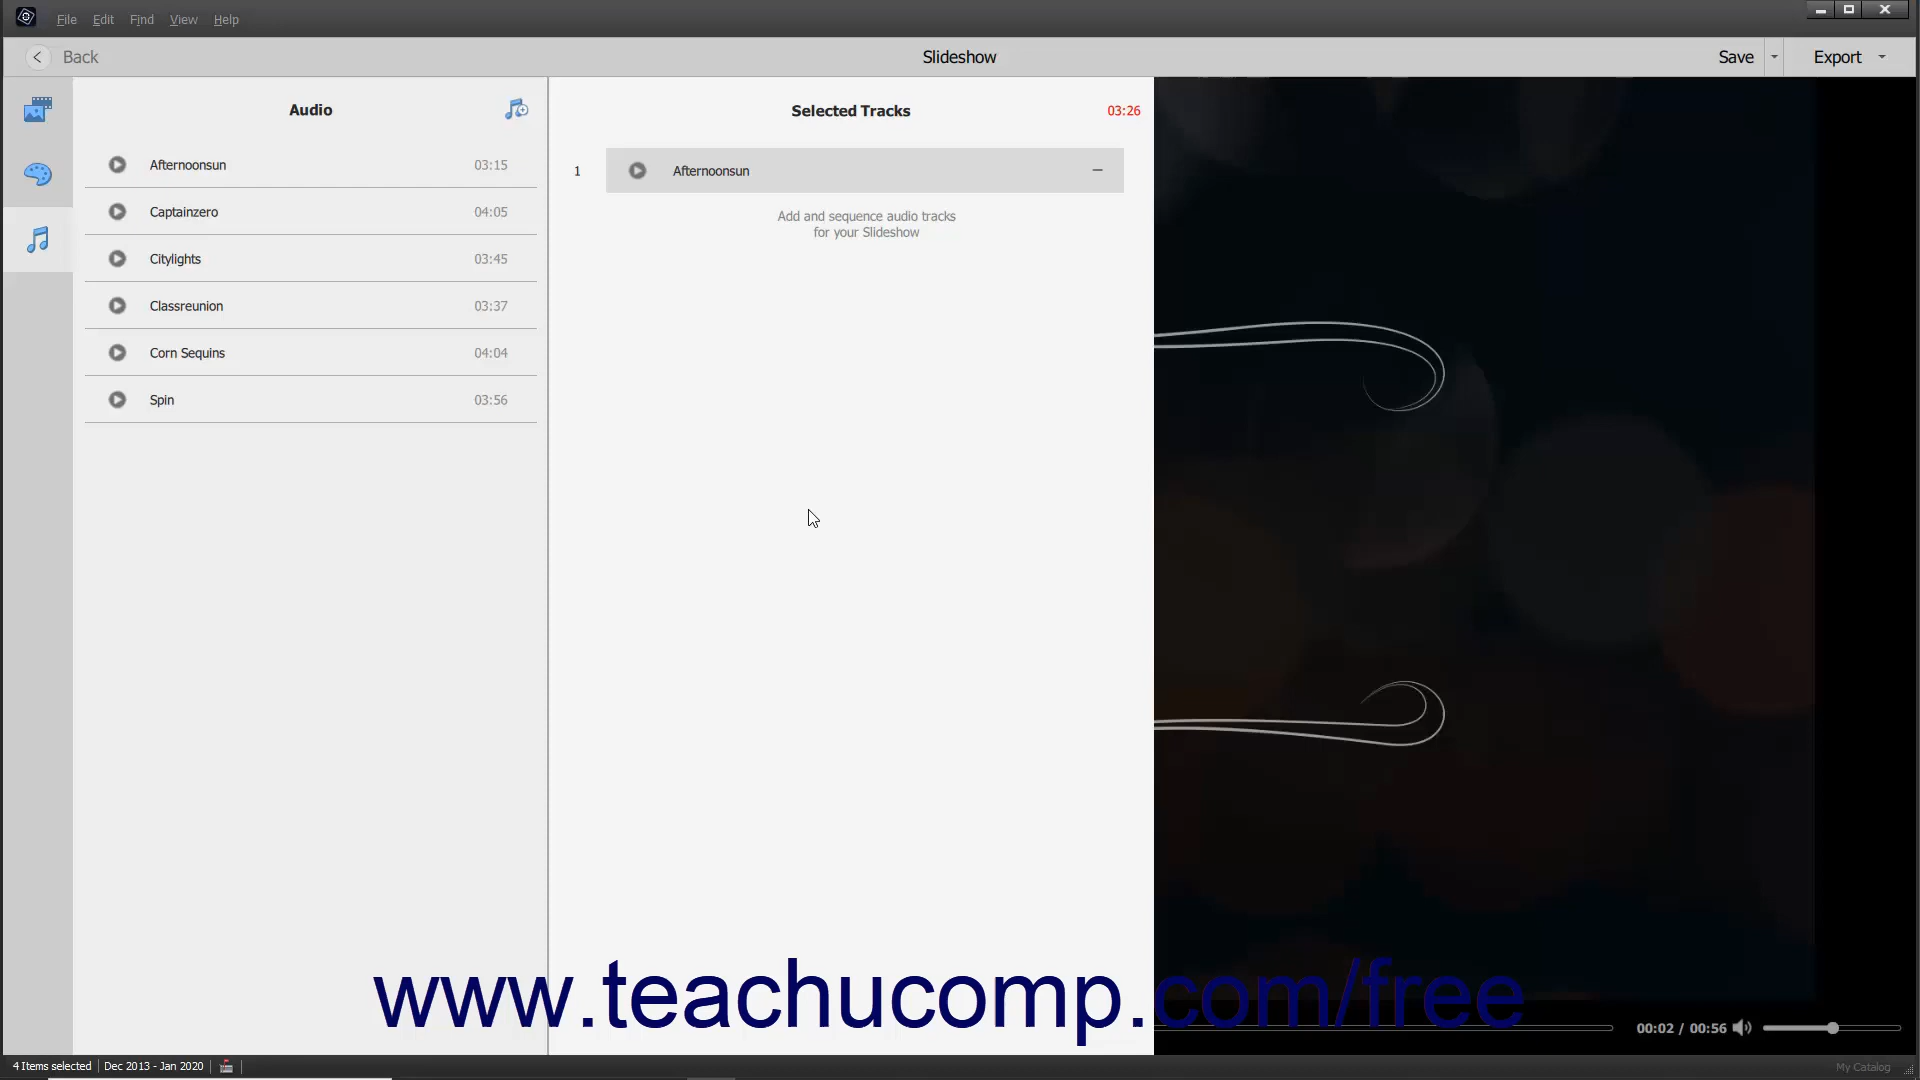 File Edit Find View Help
Back
Slideshow
Save
Export
Audio
Afternoonsun 03:15
Captainzero 04:05
Citylights 03:45
Classreunion 03:37
Corn Sequins 04:04
Spin 03:56
Selected Tracks 03:26
1 Afternoonsun
Add and sequence audio tracks
for your Slideshow
www.teachucomp.com/free
00:02 / 00:56
4 Items selected Dec 2013 - Jan 2020
My Catalog